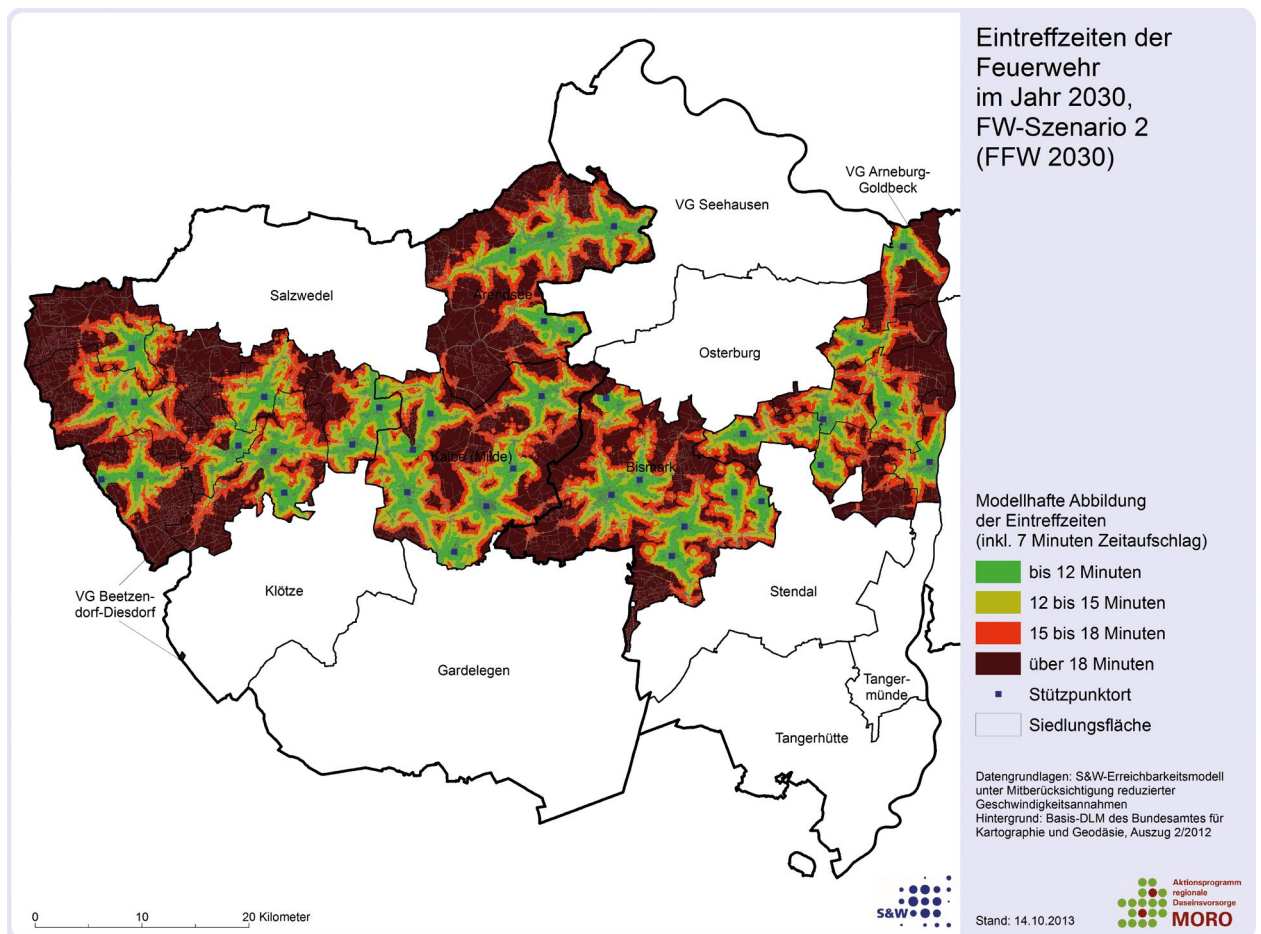 Eintreffzeiten der
Feuerwehr
im Jahr 2030,
FW-Szenario 2
(FFW 2030)
VG Arneburg-
Goldbeck
VG Seehausen
Salzwedel
Arendsee
Osterburg
Kalbe (Milde)
Bismark
VG Beetzen-
dorf-Diesdorf
Klötze
Stendal
Gardelegen
Tanger-
münde
Tangerhütte
Modellhafte Abbildung
der Eintreffzeiten
(inkl. 7 Minuten Zeitaufschlag)
bis 12 Minuten
12 bis 15 Minuten
15 bis 18 Minuten
über 18 Minuten
Stützpunktort
Siedlungsfläche
Datengrundlagen: S&W-Erreichbarkeitsmodell
unter Mitberücksichtigung reduzierter
Geschwindigkeitsannahmen
Hintergrund: Basis-DLM des Bundesamtes für
Kartographie und Geodäsie, Auszug 2/2012
0 10 20 Kilometer
S&W
Stand: 14.10.2013
Aktionsprogramm
regionale
Daseinsvorsorge
MORO